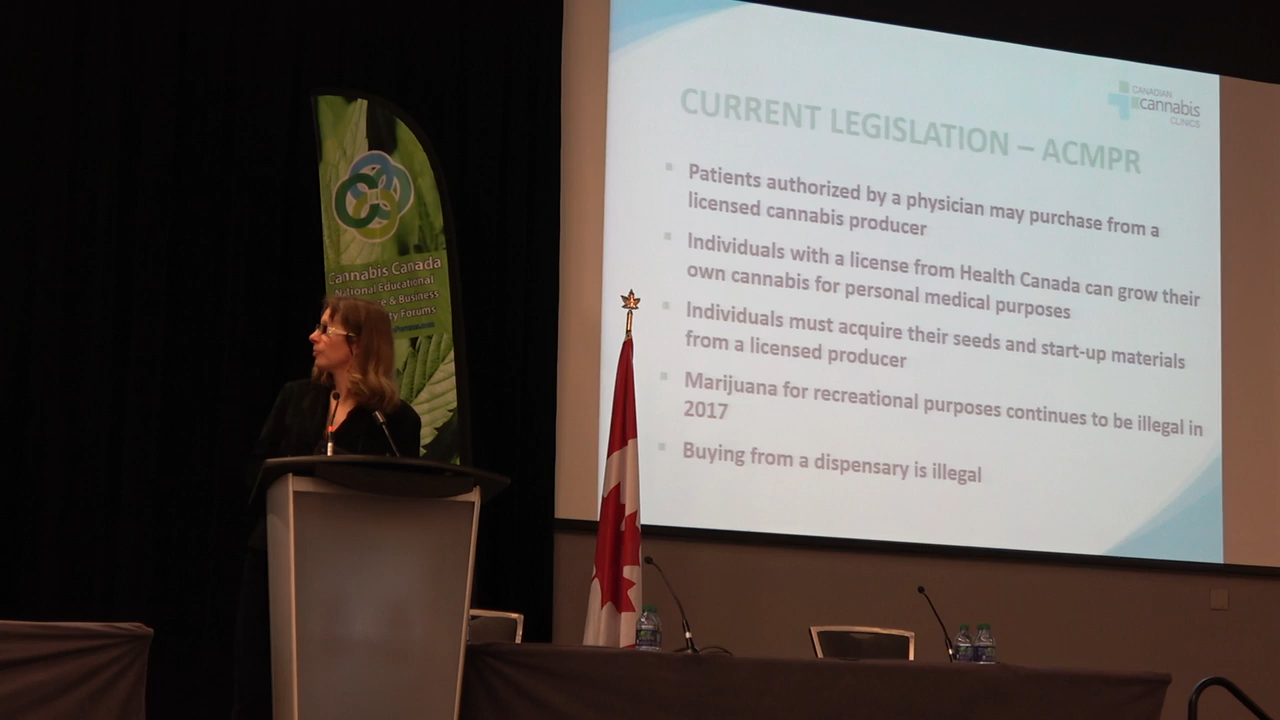 CANADIAN
cannabis
CLINICS
CURRENT LEGISLATION – ACMPR
Patients authorized by a physician may purchase from a
licensed cannabis producer
Individuals with a license from Health Canada can grow their
own cannabis for personal medical purposes
Individuals must acquire their seeds and start-up materials
from a licensed producer
Marijuana for recreational purposes continues to be illegal in
2017
Buying from a dispensary is illegal
Cannabis Canada
National Educational
& Business
Forums